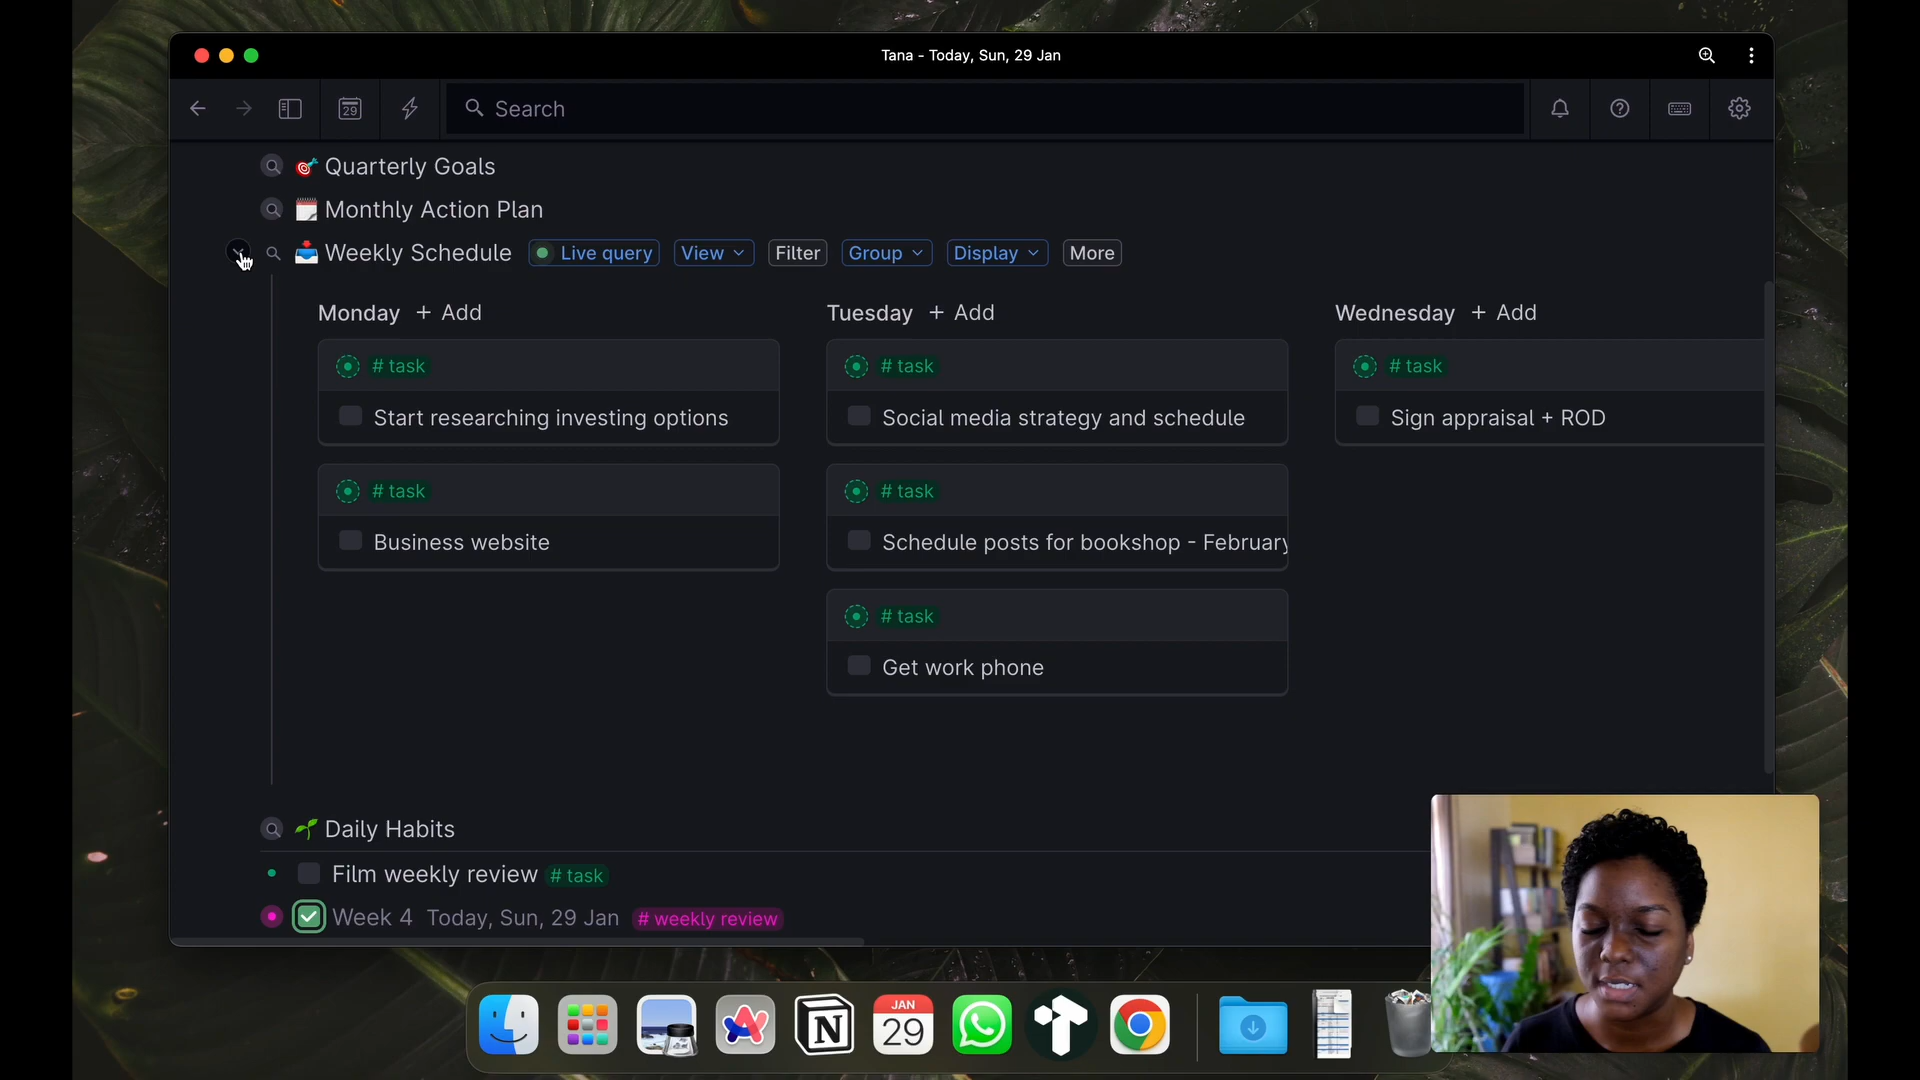 Tana - Today, Sun, 29 Jan
29
Search
Quarterly Goals
Monthly Action Plan
Weekly Schedule Live query View Filter Group Display More
Monday + Add
Tuesday + Add
Wednesday + Add
# task
# task
# task
Start researching investing options
Social media strategy and schedule
Sign appraisal + ROD
# task
# task
Business website
Schedule posts for bookshop - February
# task
Get work phone
Daily Habits
Film weekly review # task
Week 4 Today, Sun, 29 Jan # weekly review
JAN
29